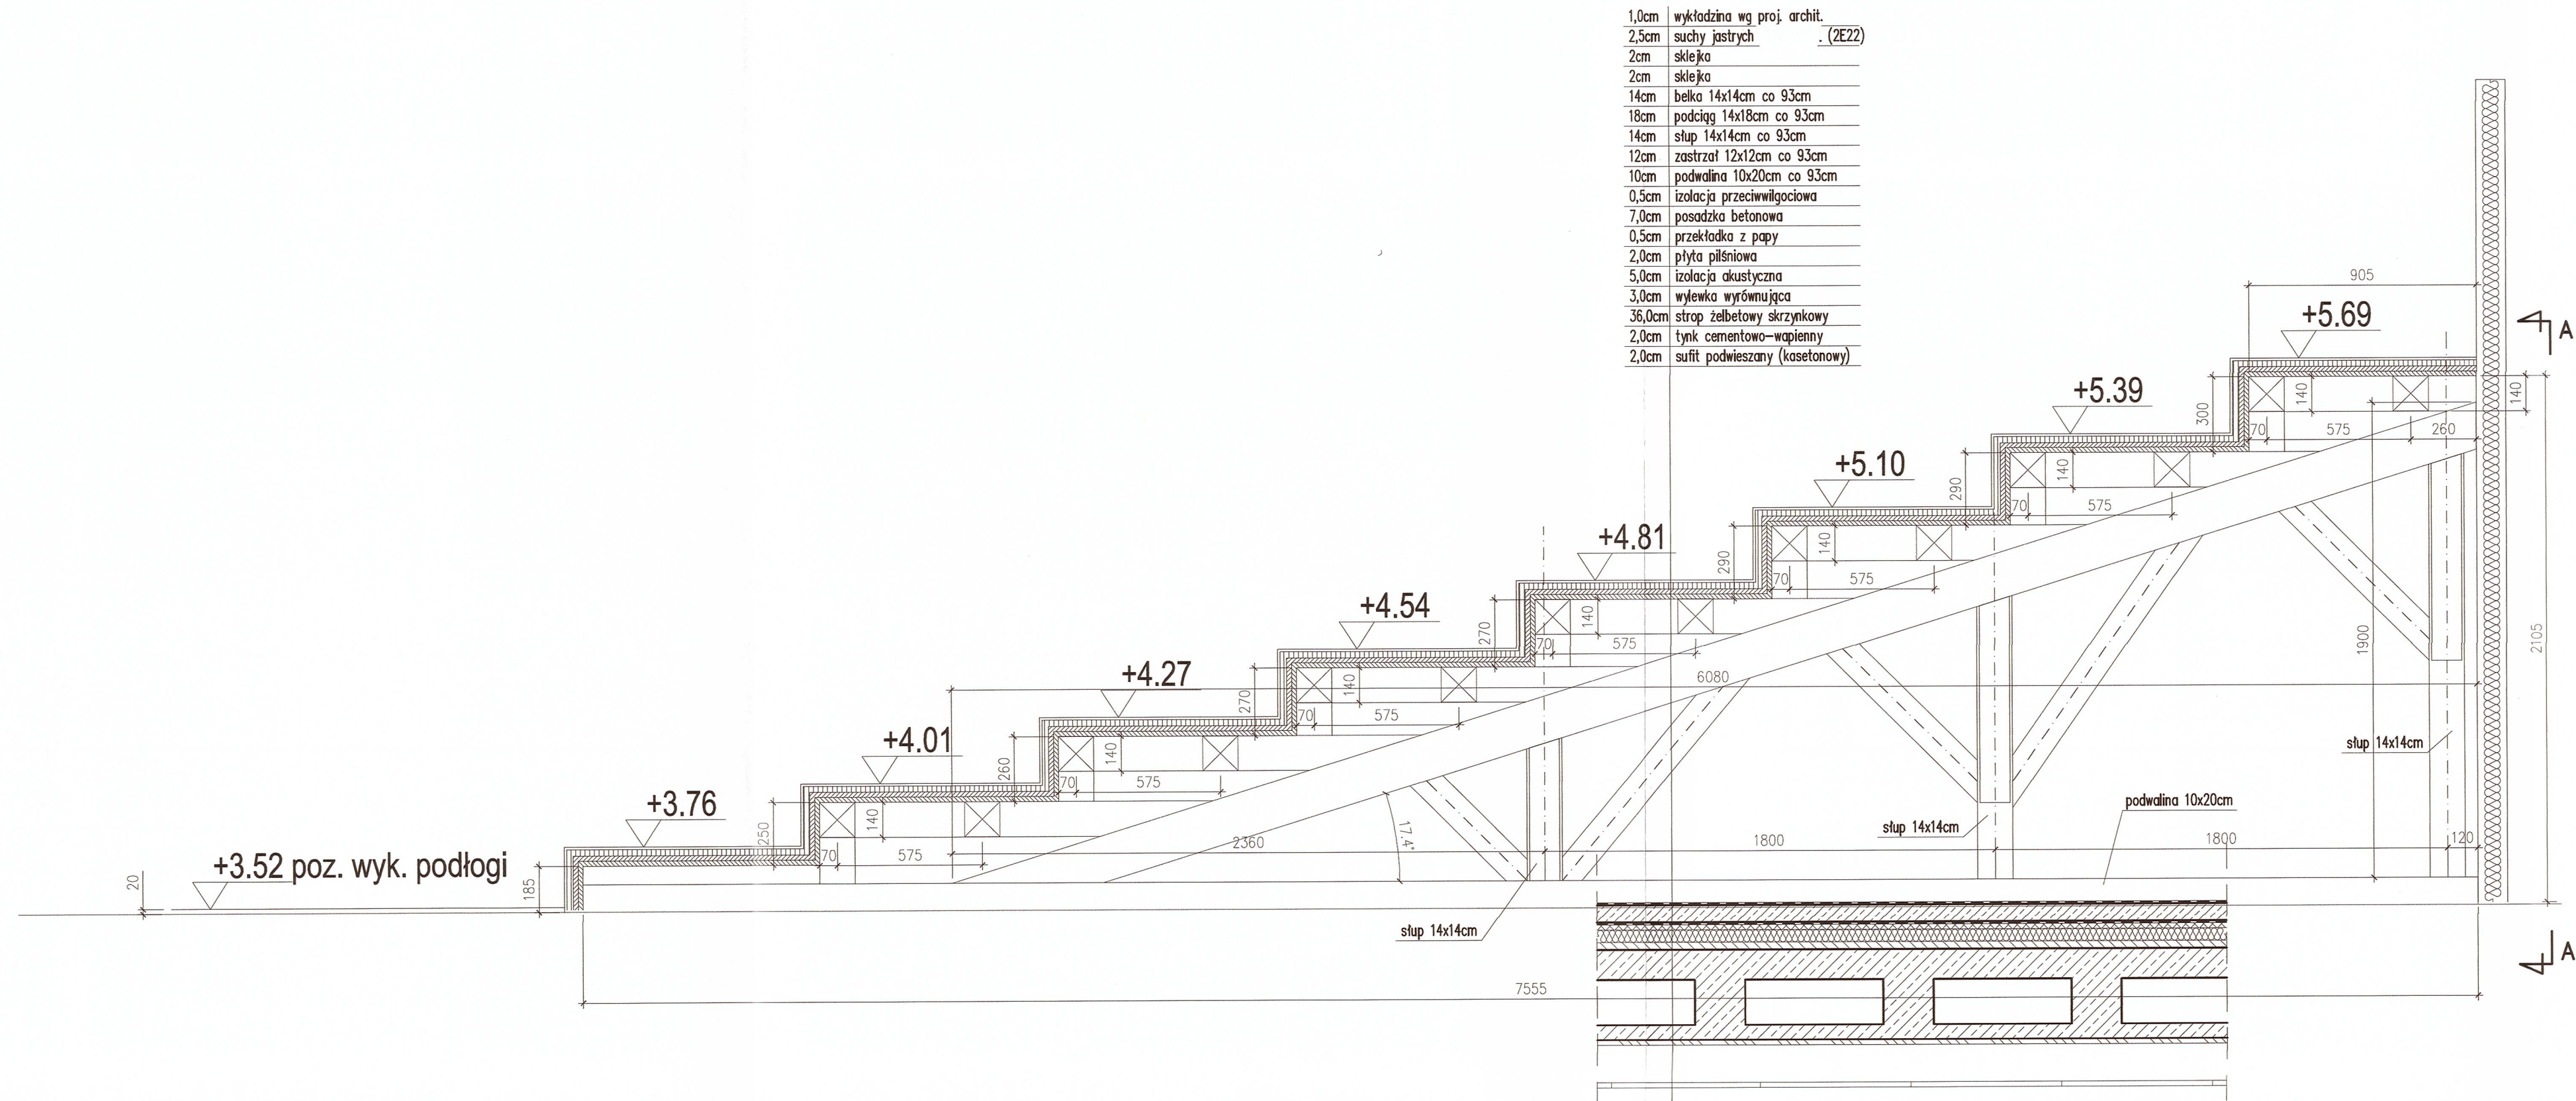 1,0cm wykładzina wg proj. archit.
2,5cm suchy jastrych . (2E22)
2cm sklejka
2cm sklejka
14cm belka 14x14cm co 93cm
18cm podciąg 14x18cm co 93cm
14cm słup 14x14cm co 93cm
12cm zastrzał 12x12cm co 93cm
10cm podwalina 10x20cm co 93cm
0,5cm izolacja przeciwwilgociowa
7,0cm posadzka betonowa
0,5cm przekładka z papy
2,0cm płyta pilśniowa
5,0cm izolacja akustyczna
3,0cm wylewka wyrównująca
36,0cm strop żelbetowy skrzynkowy
2,0cm tynk cementowo-wapienny
2,0cm sufit podwieszany (kasetonowy)
905
+5.69
A
+5.39
300
140
140
70
575
260
+5.10
290
140
70
575
+4.81
290
140
70
575
+4.54
270
140
70
575
1900
2105
+4.27
270
140
70
575
6080
+4.01
260
140
70
575
słup 14x14cm
+3.76
250
140
70
575
2360
17.4°
1800
słup 14x14cm
podwalina 10x20cm
1800
120
+3.52 poz. wyk. podłogi
20
185
słup 14x14cm
A
7555